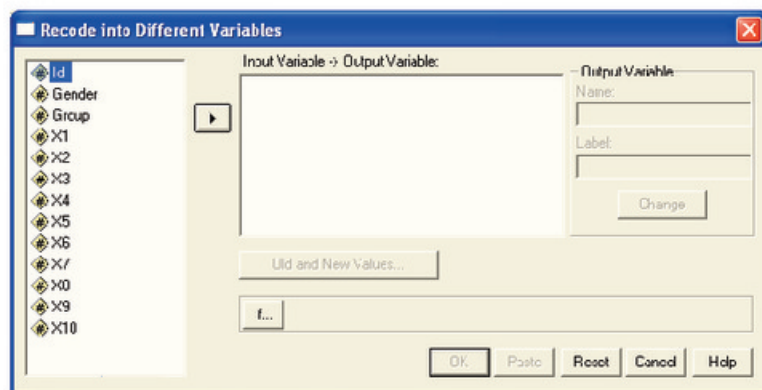 Recode into Different Variables
Id
Gender
Group
X1
X2
X3
X4
X5
X6
X7
X8
X9
X10
Input Variable -> Output Variable:
Output Variable
Name:
Label:
Change
Old and New Values...
If...
OK
Paste
Reset
Cancel
Help